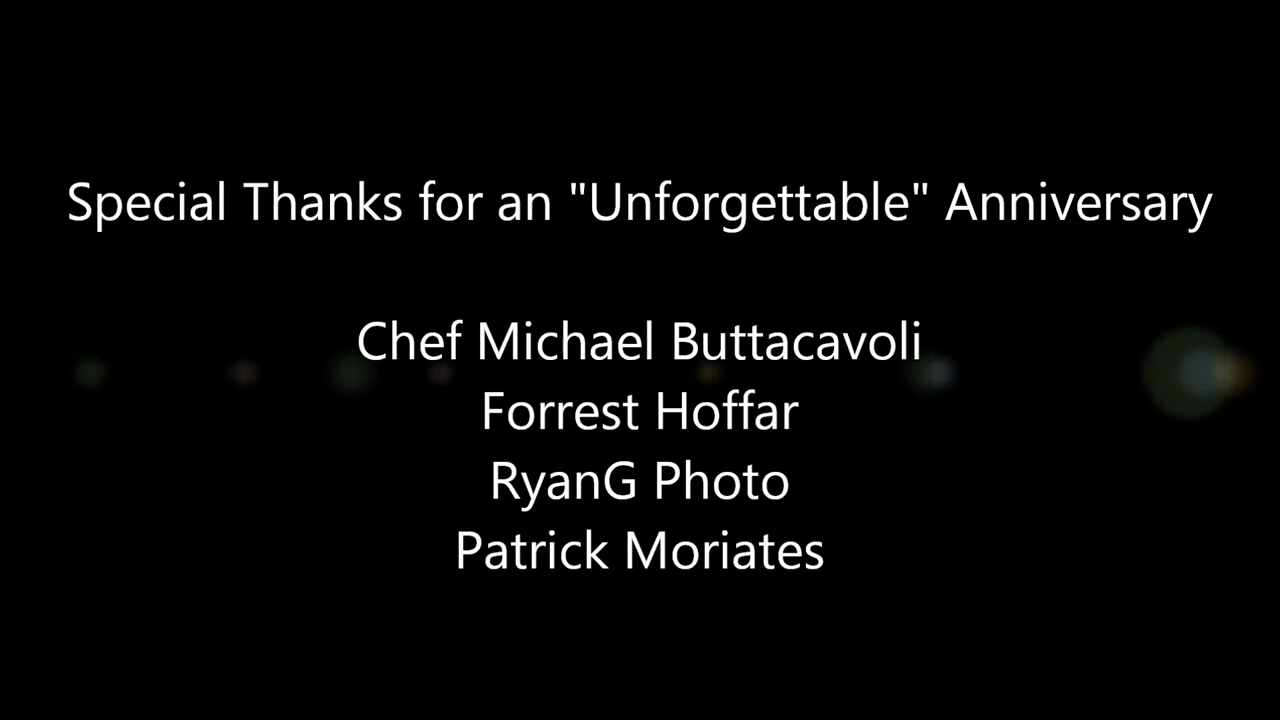 Special Thanks for an "Unforgettable" Anniversary
Chef Michael Buttacavoli
Forrest Hoffar
RyanG Photo
Patrick Moriates